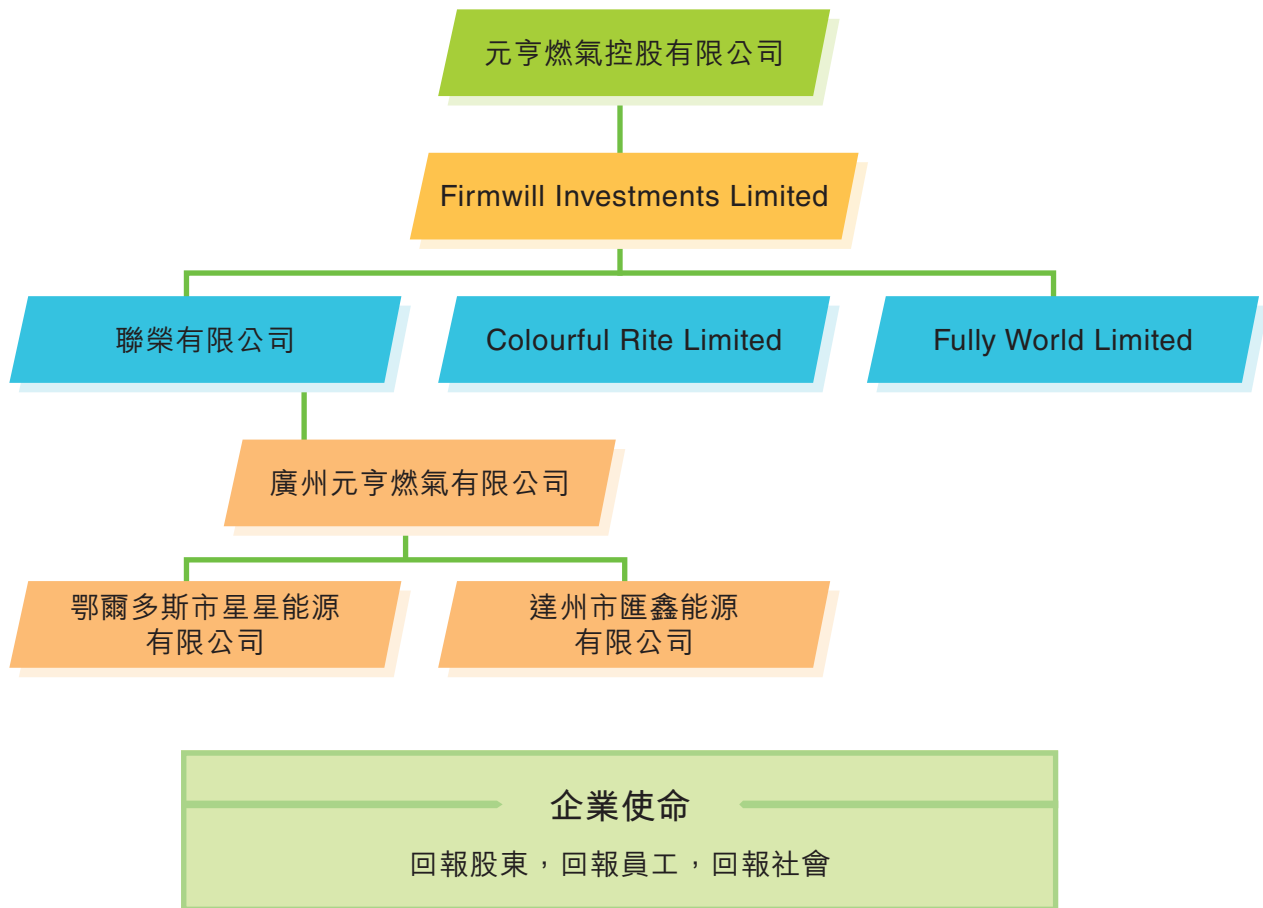 元亨燃氣控股有限公司
Firmwill Investments Limited
聯榮有限公司
Colourful Rite Limited
Fully World Limited
廣州元亨燃氣有限公司
鄂爾多斯市星星能源
有限公司
達州市匯鑫能源
有限公司
企業使命
回報股東，回報員工，回報社會